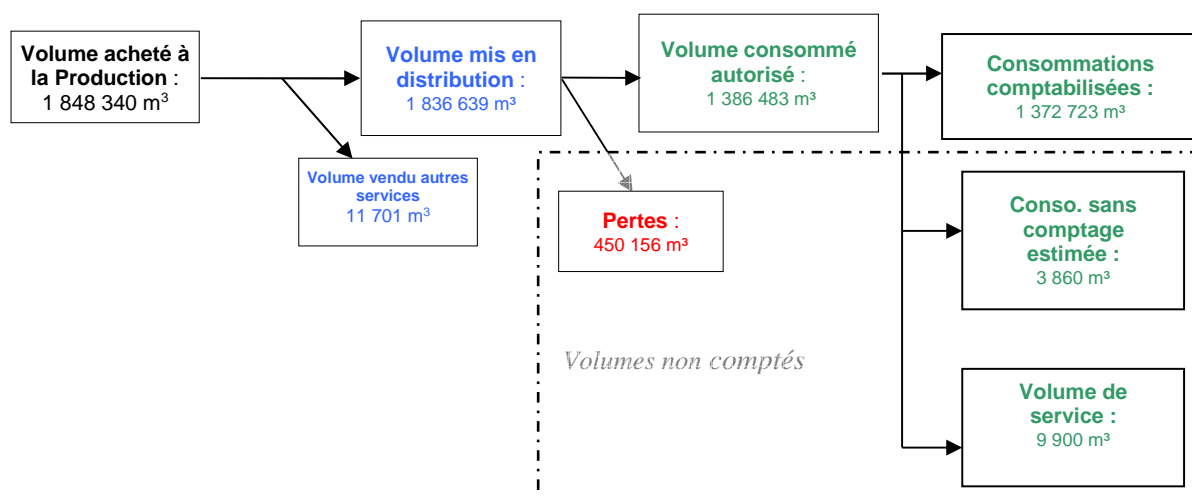 Volume acheté à
la Production :
1 848 340 m³
Volume mis en
distribution :
1 836 639 m³
Volume consommé
autorisé :
1 386 483 m³
Consommations
comptabilisées :
1 372 723 m³
Volume vendu autres
services
11 701 m³
Pertes :
450 156 m³
Conso. sans
comptage
estimée :
3 860 m³
Volumes non comptés
Volume de
service :
9 900 m³